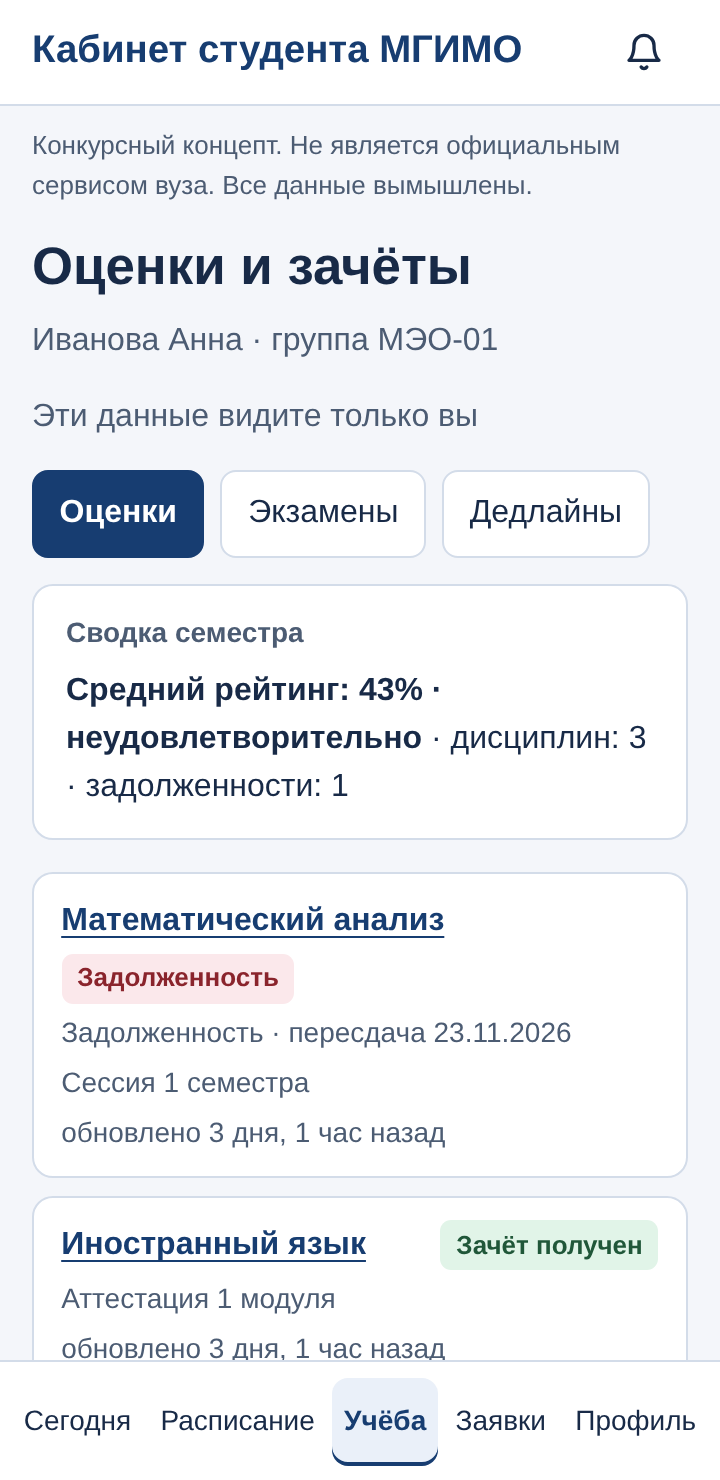 Кабинет студента МГИМО
Конкурсный концепт. Не является официальным
сервисом вуза. Все данные вымышлены.
Оценки и зачёты
Иванова Анна · группа МЭО-01
Эти данные видите только вы
Оценки Экзамены Дедлайны
Сводка семестра
Средний рейтинг: 43% ·
неудовлетворительно · дисциплин: 3
· задолженности: 1
Математический анализ
Задолженность
Задолженность · пересдача 23.11.2026
Сессия 1 семестра
обновлено 3 дня, 1 час назад
Иностранный язык Зачёт получен
Аттестация 1 модуля
обновлено 3 дня, 1 час назад
Сегодня Расписание Учёба Заявки Профиль